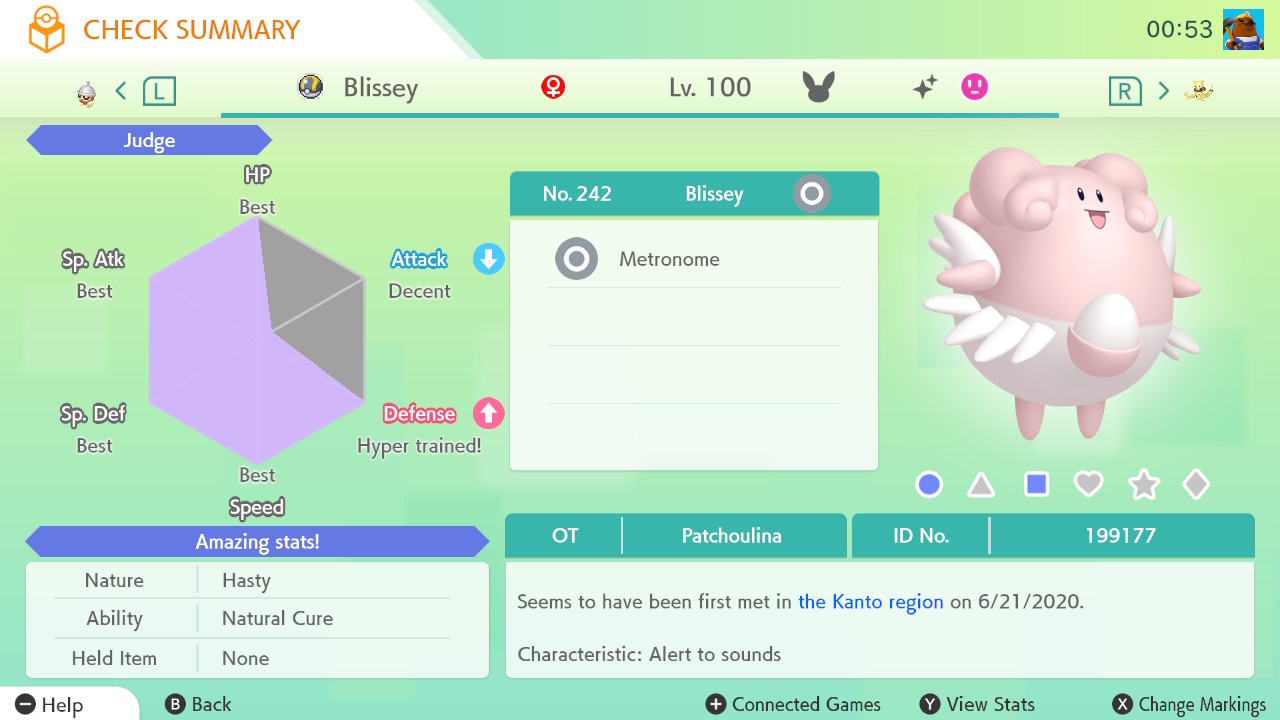 CHECK SUMMARY
00:53
L
Blissey
Lv. 100
R
Judge
HP
Best
Sp. Atk
Best
Attack
Decent
Sp. Def
Best
Defense
Hyper trained!
Best
Speed
Amazing stats!
Nature Hasty
Ability Natural Cure
Held Item None
No. 242 Blissey
Metronome
OT Patchoulina ID No. 199177
Seems to have been first met in the Kanto region on 6/21/2020.
Characteristic: Alert to sounds
Help
B Back
Connected Games
Y View Stats
X Change Markings